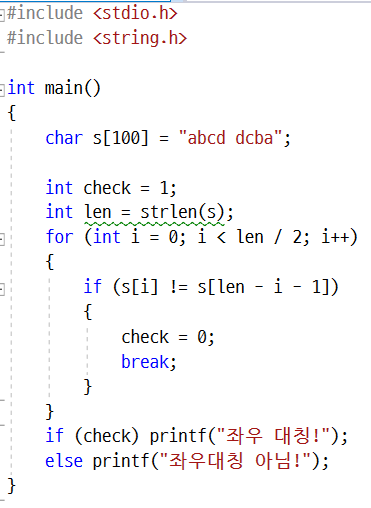 #include <stdio.h>
#include <string.h>
int main()
{
char s[100] = "abcd dcba";
int check = 1;
int len = strlen(s);
for (int i = 0; i < len / 2; i++)
{
if (s[i] != s[len - i - 1])
{
check = 0;
break;
}
}
if (check) printf("좌우 대칭!");
else printf("좌우대칭 아님!");
}